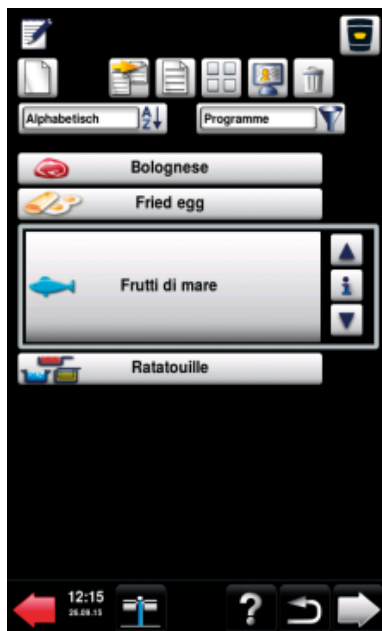 Alphabetisch A Z Programme
Bolognese
Fried egg
Frutti di mare
i
Ratatouille
12:15
26.09.15
?